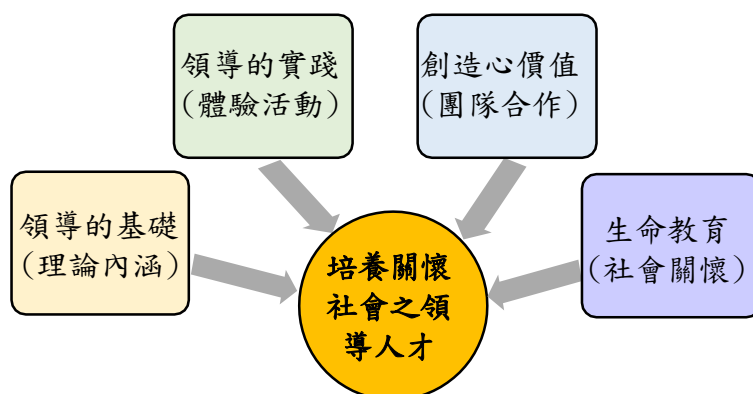 領導的實踐
(體驗活動)
創造心價值
(團隊合作)
領導的基礎
(理論內涵)
生命教育
(社會關懷)
培養關懷
社會之領
導人才